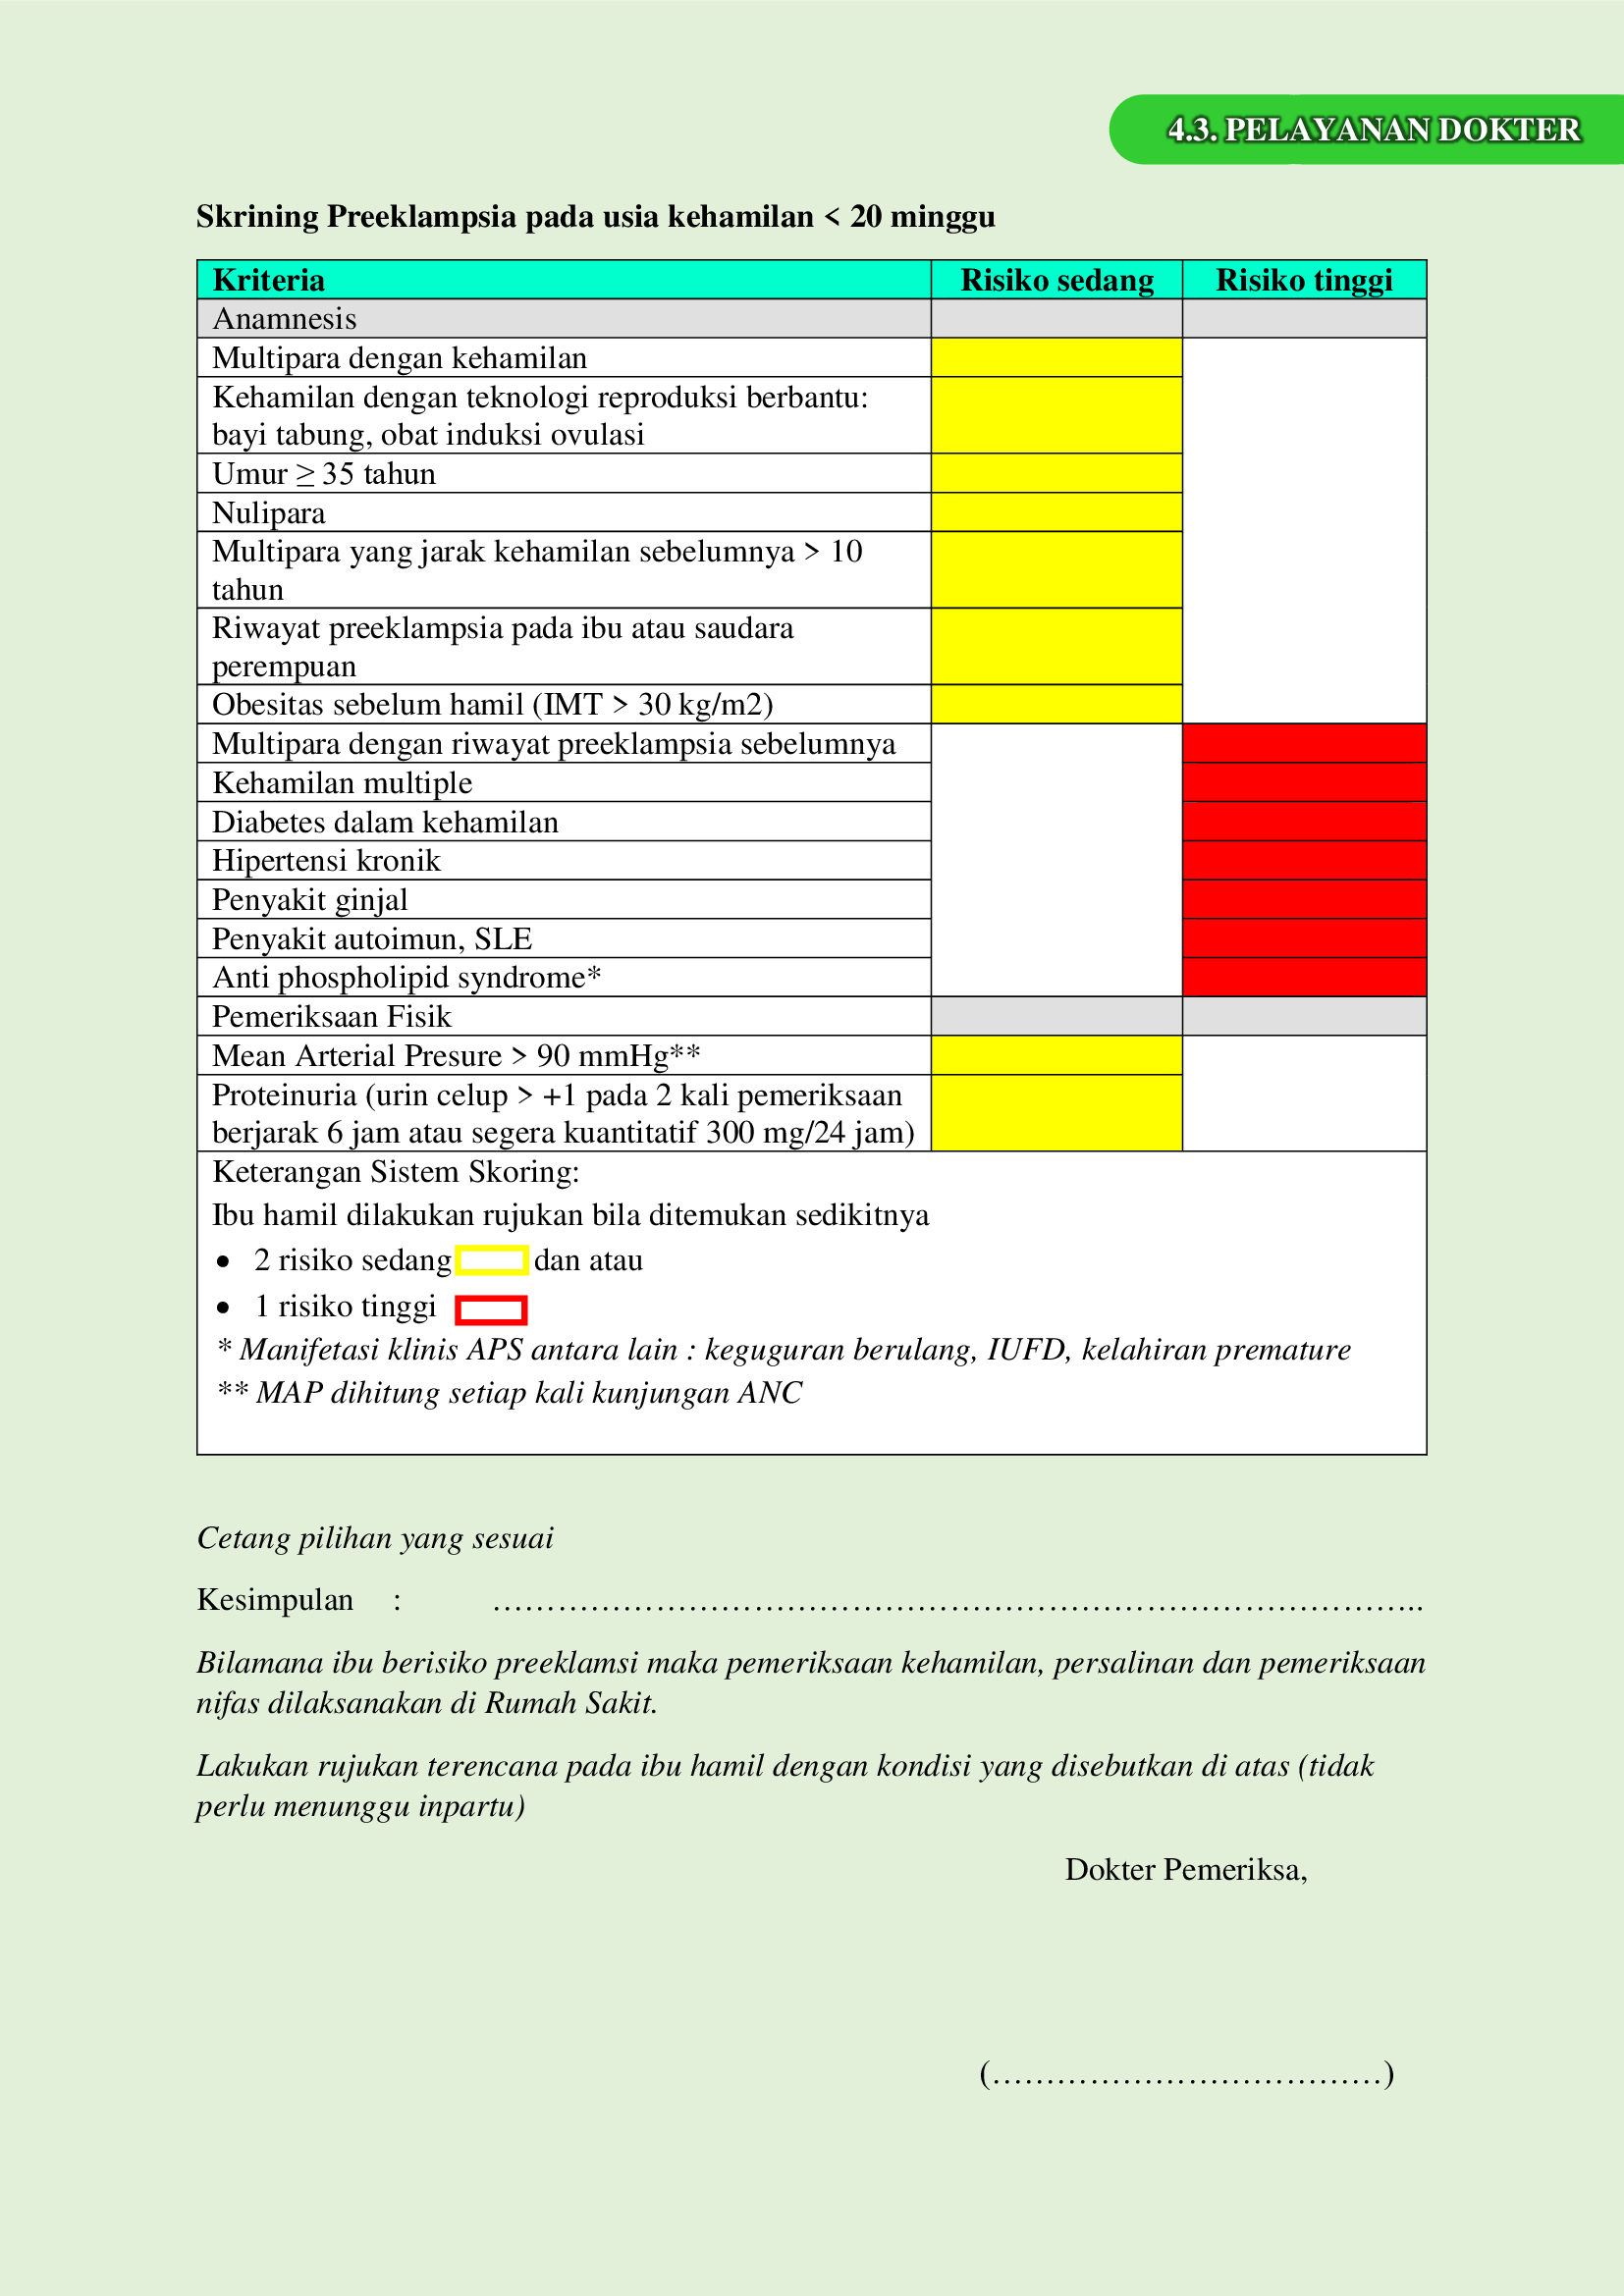 4.3. PELAYANAN DOKTER
Skrining Preeklampsia pada usia kehamilan < 20 minggu
Kriteria Risiko sedang Risiko tinggi
Anamnesis
Multipara dengan kehamilan
Kehamilan dengan teknologi reproduksi berbantu:
bayi tabung, obat induksi ovulasi
Umur ≥ 35 tahun
Nulipara
Multipara yang jarak kehamilan sebelumnya > 10
tahun
Riwayat preeklampsia pada ibu atau saudara
perempuan
Obesitas sebelum hamil (IMT > 30 kg/m2)
Multipara dengan riwayat preeklampsia sebelumnya
Kehamilan multiple
Diabetes dalam kehamilan
Hipertensi kronik
Penyakit ginjal
Penyakit autoimun, SLE
Anti phospholipid syndrome*
Pemeriksaan Fisik
Mean Arterial Presure > 90 mmHg**
Proteinuria (urin celup > +1 pada 2 kali pemeriksaan
berjarak 6 jam atau segera kuantitatif 300 mg/24 jam)
Keterangan Sistem Skoring:
Ibu hamil dilakukan rujukan bila ditemukan sedikitnya
• 2 risiko sedang dan atau
• 1 risiko tinggi
* Manifetasi klinis APS antara lain : keguguran berulang, IUFD, kelahiran premature
** MAP dihitung setiap kali kunjungan ANC
Cetang pilihan yang sesuai
Kesimpulan : …………………………………………………………………………..
Bilamana ibu berisiko preeklamsi maka pemeriksaan kehamilan, persalinan dan pemeriksaan
nifas dilaksanakan di Rumah Sakit.
Lakukan rujukan terencana pada ibu hamil dengan kondisi yang disebutkan di atas (tidak
perlu menunggu inpartu)
Dokter Pemeriksa,
(………………………………)